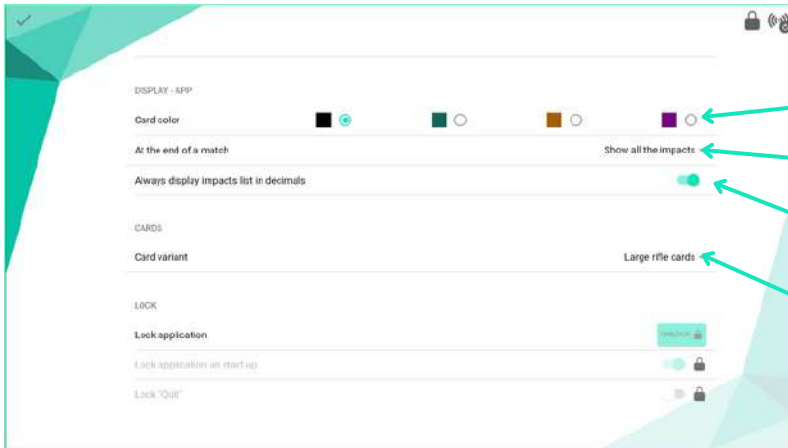 DISPLAY - APP
Card color
At the end of a match Show all the impacts
Always display impacts list in decimals
CARDS
Card variant Large rifle cards
LOCK
Lock application
Lock application on start-up
Lock "Quit"